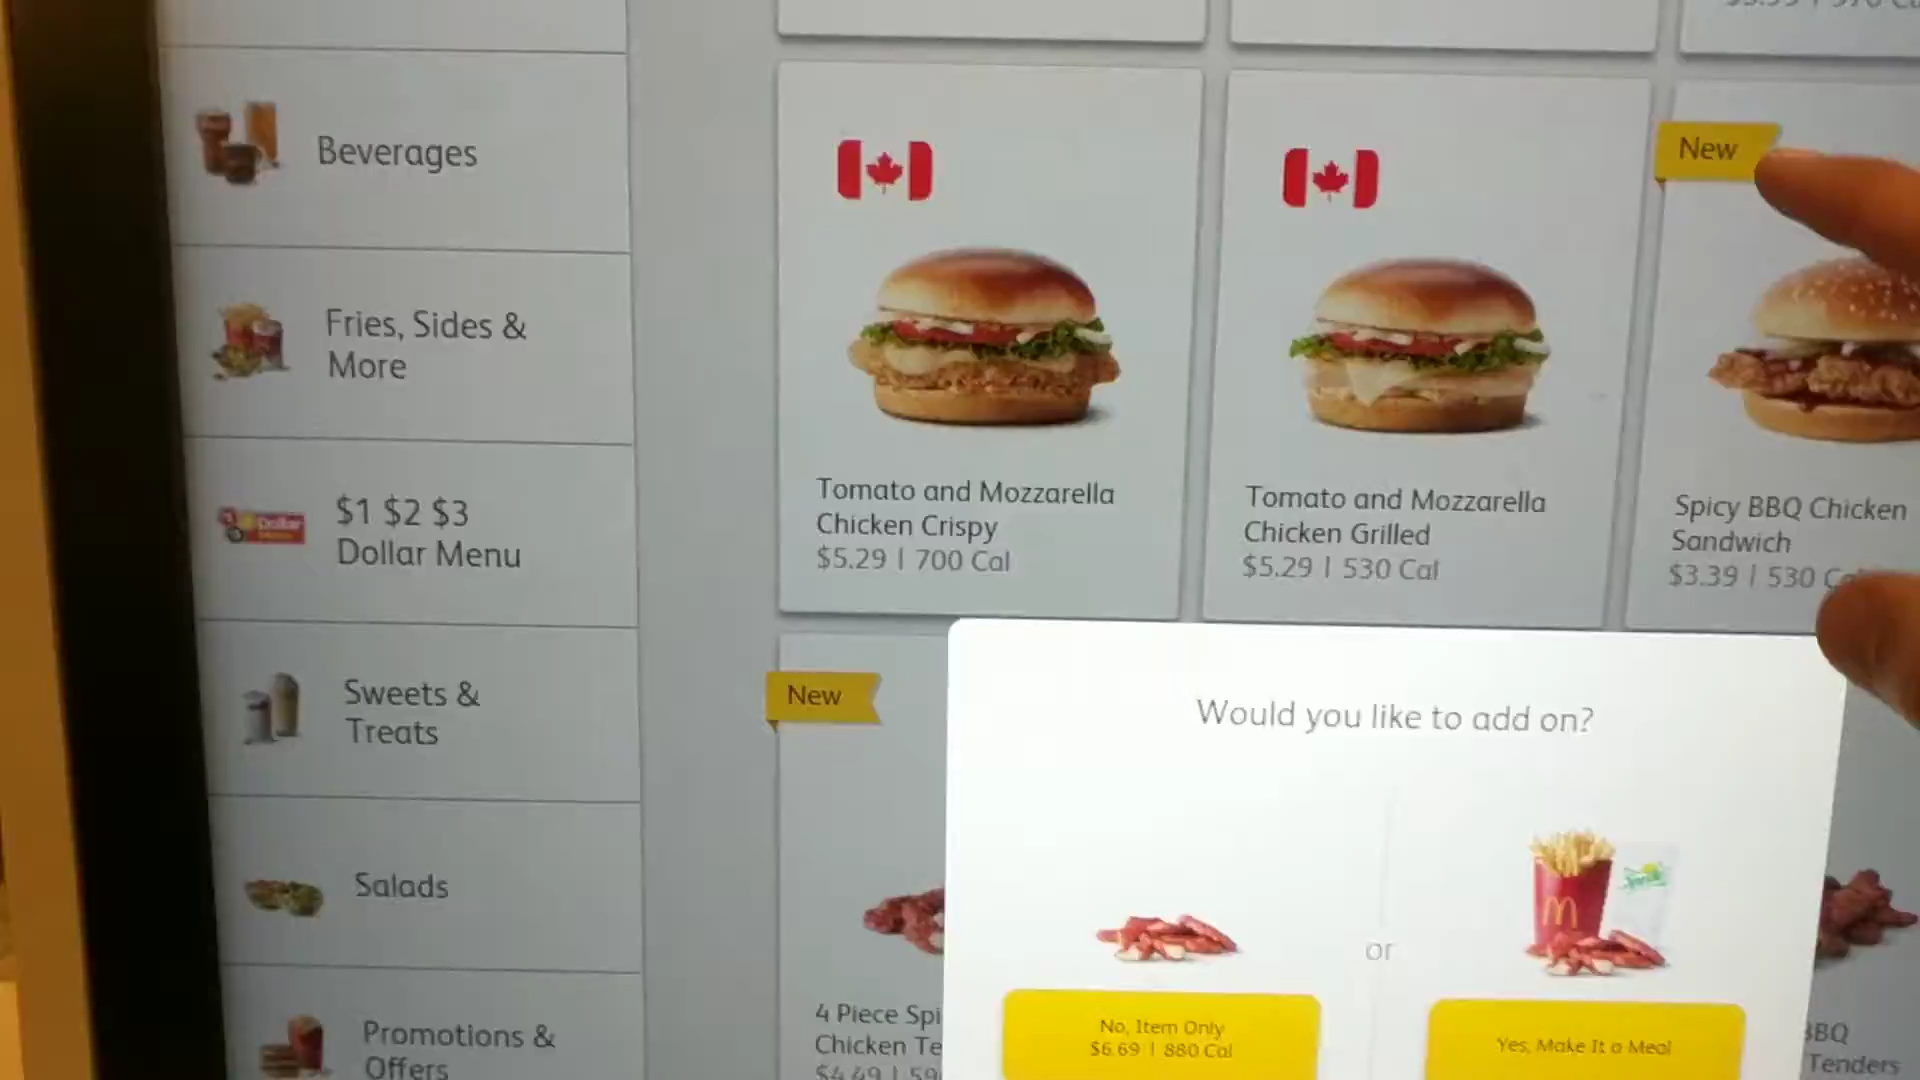 Beverages
Fries, Sides &
More
$1 $2 $3
Dollar Menu
Sweets &
Treats
Salads
Promotions &
Offers
Tomato and Mozzarella
Chicken Crispy
$5.29 | 700 Cal
Tomato and Mozzarella
Chicken Grilled
$5.29 | 530 Cal
New
Spicy BBQ Chicken
Sandwich
$3.39 | 530
New
4 Piece
Chicken
$4.49 |
Would you like to add on?
or
No, Item Only
$6.69 | 880 Cal
Yes, Make It a Meal
BBQ
Tenders